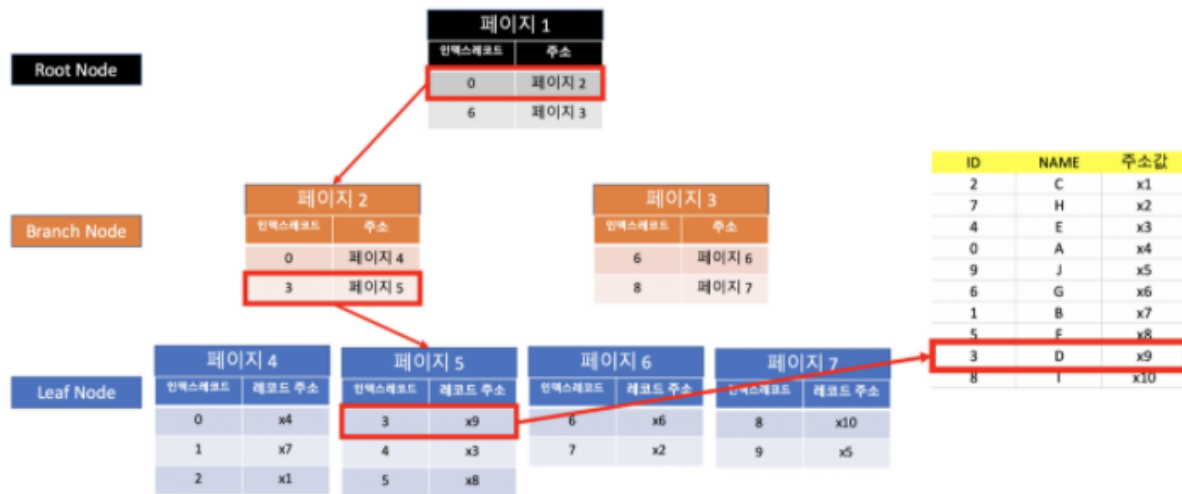 페이지 1
인덱스레코드 주소
Root Node
0 페이지 2
6 페이지 3
ID NAME 주소값
2 C x1
7 H x2
4 E x3
0 A x4
9 J x5
6 G x6
1 B x7
5 F x8
3 D x9
8 I x10
페이지 2
인덱스레코드 주소
0 페이지 4
3 페이지 5
페이지 3
인덱스레코드 주소
6 페이지 6
8 페이지 7
Branch Node
Leaf Node
페이지 4
인덱스레코드 레코드 주소
0 x4
1 x7
2 x1
페이지 5
인덱스레코드 레코드 주소
3 x9
4 x3
5 x8
페이지 6
인덱스레코드 레코드 주소
6 x6
7 x2
페이지 7
인덱스레코드 레코드 주소
8 x10
9 x5